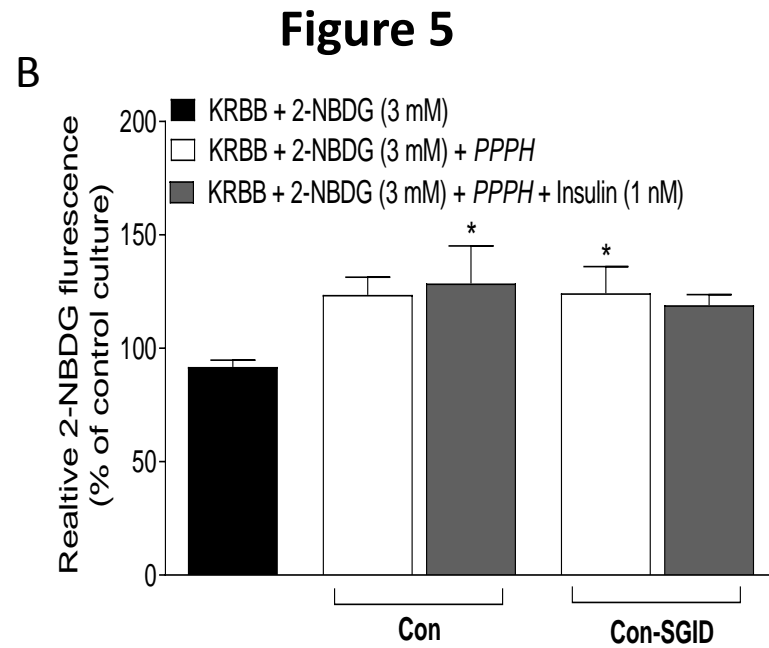 Figure 5
B
KRBB + 2-NBDG (3 mM)
KRBB + 2-NBDG (3 mM) + PPPH
KRBB + 2-NBDG (3 mM) + PPPH + Insulin (1 nM)
Realtive 2-NBDG flurescence
(% of control culture)
200
150
100
50
0
*
*
Con
Con-SGID